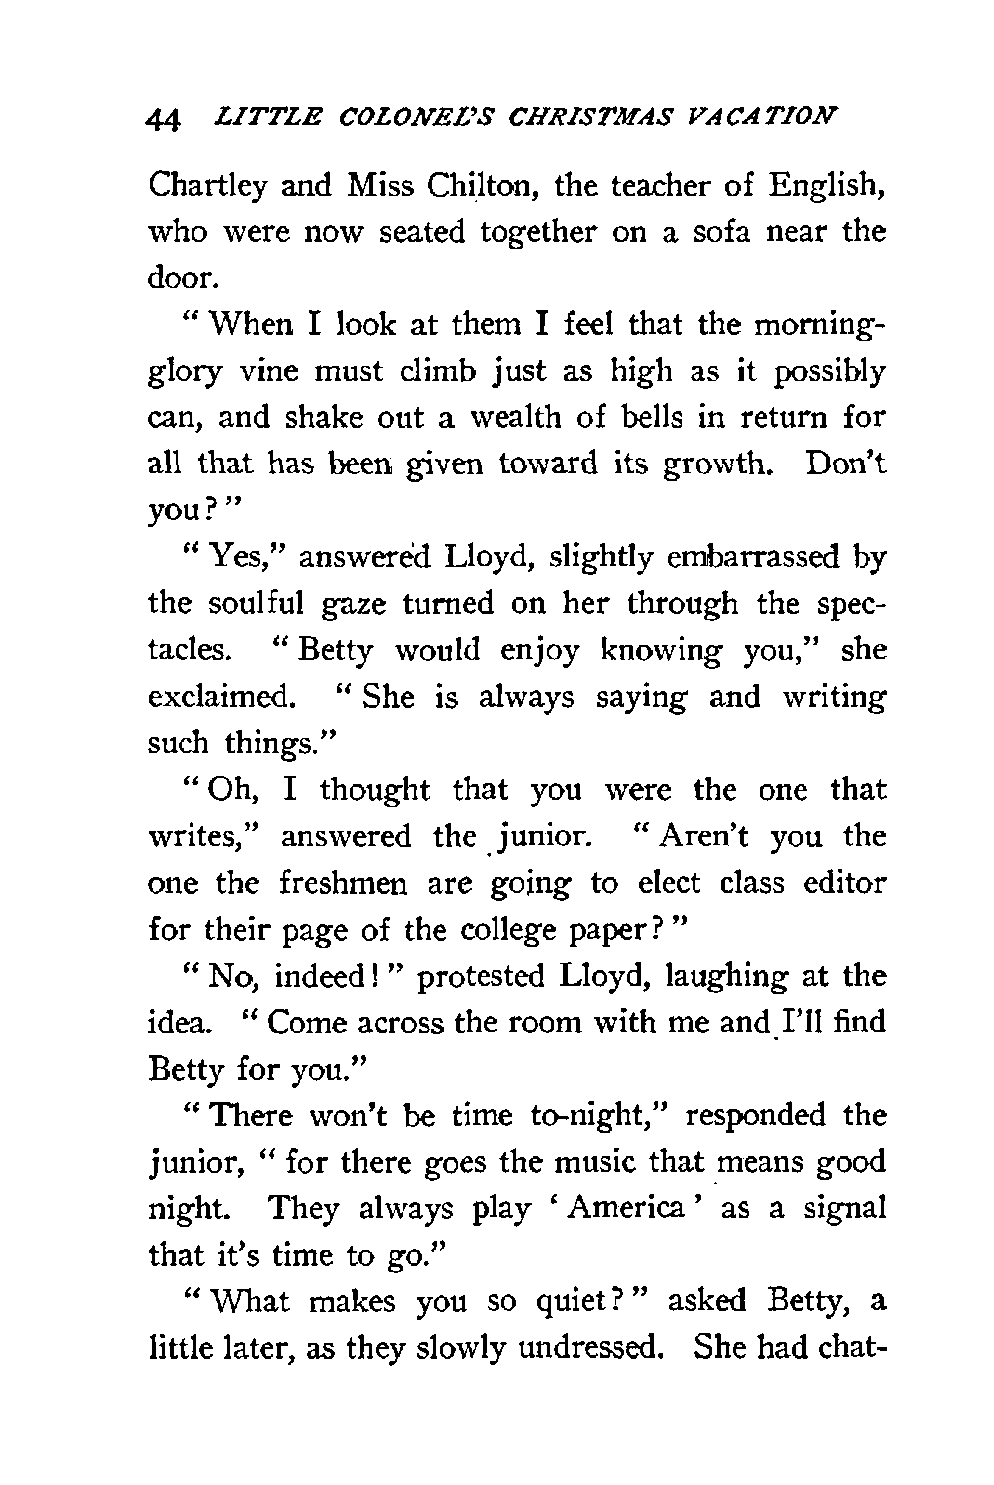 44 LITTLE COLONEL'S CHRISTMAS VACATION
Chartley and Miss Chilton, the teacher of English,
who were now seated together on a sofa near the
door.
" When I look at them I feel that the morning-
glory vine must climb just as high as it possibly
can, and shake out a wealth of bells in return for
all that has been given toward its growth. Don't
you? "
" Yes," answered Lloyd, slightly embarrassed by
the soulful gaze turned on her through the spec-
tacles. " Betty would enjoy knowing you," she
exclaimed. " She is always saying and writing
such things."
" Oh, I thought that you were the one that
writes," answered the junior. " Aren't you the
one the freshmen are going to elect class editor
for their page of the college paper? "
" No, indeed! " protested Lloyd, laughing at the
idea. " Come across the room with me and I'll find
Betty for you."
" There won't be time to-night," responded the
junior, " for there goes the music that means good
night. They always play ' America ' as a signal
that it's time to go."
" What makes you so quiet? " asked Betty, a
little later, as they slowly undressed. She had chat-